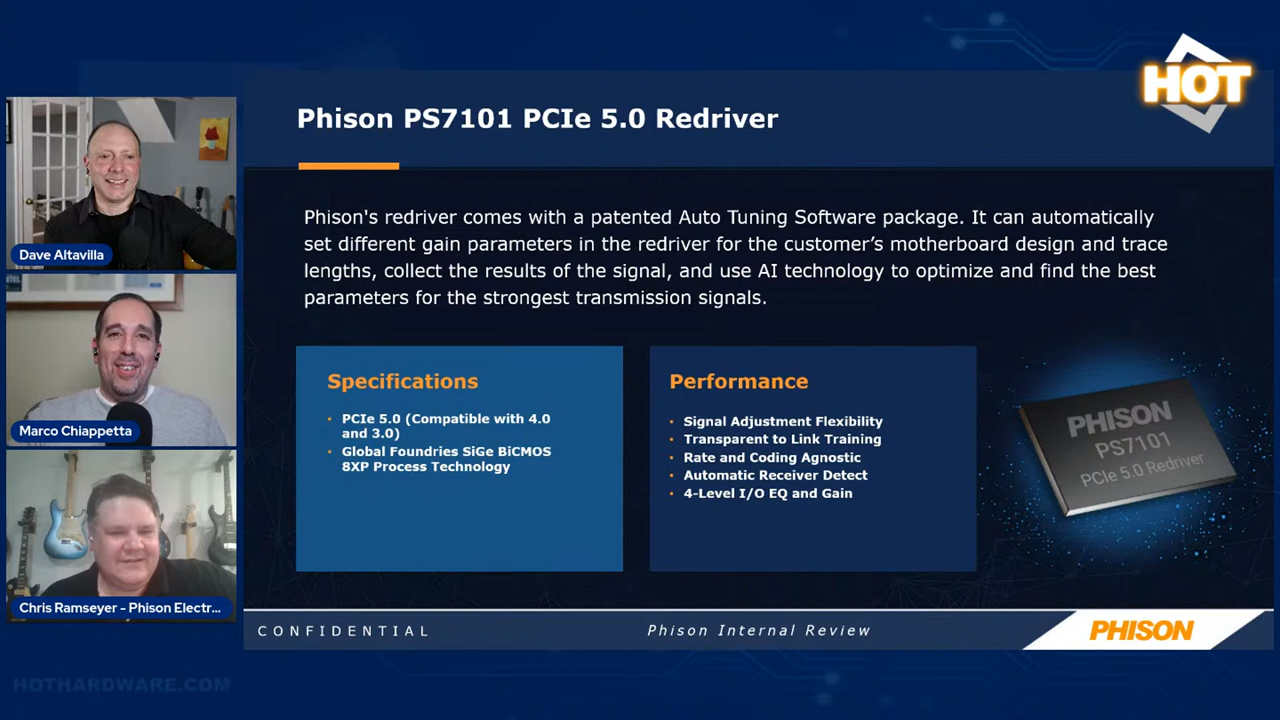 HOT
Phison PS7101 PCIe 5.0 Redriver
Phison's redriver comes with a patented Auto Tuning Software package. It can automatically
set different gain parameters in the redriver for the customer’s motherboard design and trace
lengths, collect the results of the signal, and use AI technology to optimize and find the best
parameters for the strongest transmission signals.
Specifications
• PCIe 5.0 (Compatible with 4.0
and 3.0)
• Global Foundries SiGe BiCMOS
8XP Process Technology
Performance
• Signal Adjustment Flexibility
• Transparent to Link Training
• Rate and Coding Agnostic
• Automatic Receiver Detect
• 4-Level I/O EQ and Gain
PHISON
PS7101
PCIe 5.0 Redriver
Dave Altavilla
Marco Chiappetta
Chris Ramseyer - Phison Electr...
CONFIDENTIAL
Phison Internal Review
PHISON
HOTHARDWARE.COM